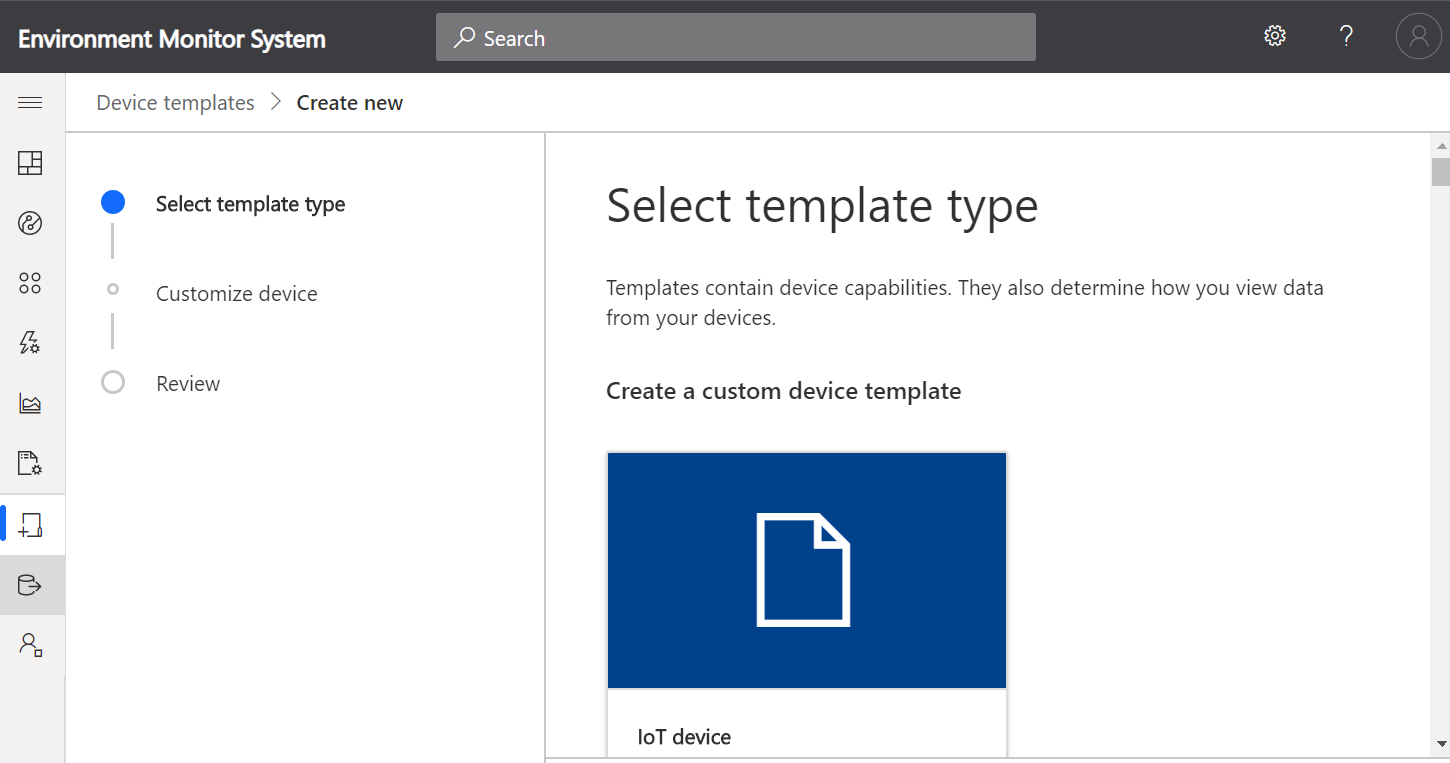 Environment Monitor System
Search
?
Device templates > Create new
Select template type
Customize device
Review
Select template type
Templates contain device capabilities. They also determine how you view data
from your devices.
Create a custom device template
IoT device